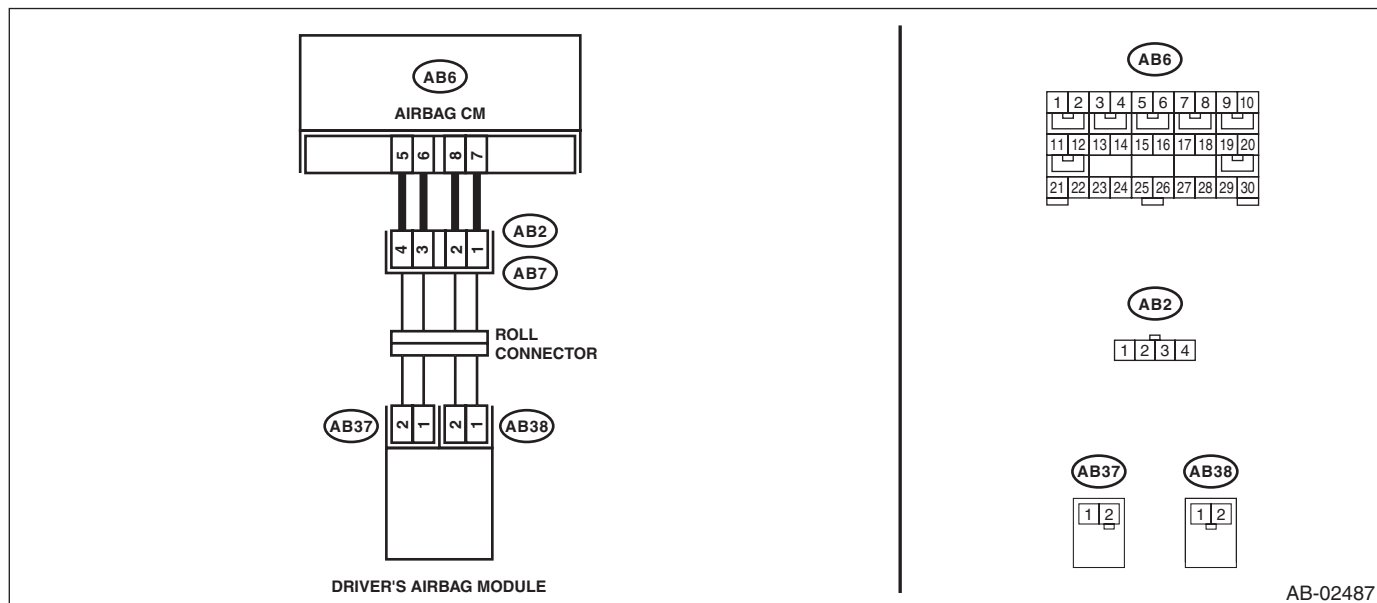 AB6
AIRBAG CM
5 6 8 7
4 3 2 1
AB2
AB7
ROLL
CONNECTOR
AB37
2 1 2 1
AB38
DRIVER'S AIRBAG MODULE
AB6
1 2 3 4 5 6 7 8 9 10
11 12 13 14 15 16 17 18 19 20
21 22 23 24 25 26 27 28 29 30
AB2
1 2 3 4
AB37
AB38
1 2
1 2
AB-02487